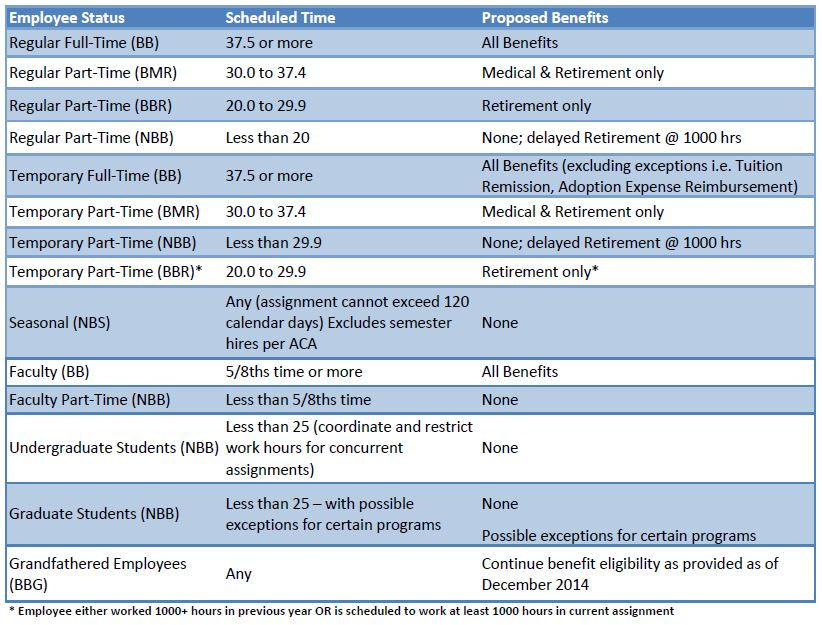 Employee Status Scheduled Time Proposed Benefits
Regular Full-Time (BB) 37.5 or more All Benefits
Regular Part-Time (BMR) 30.0 to 37.4 Medical & Retirement only
Regular Part-Time (BBR) 20.0 to 29.9 Retirement only
Regular Part-Time (NBB) Less than 20 None; delayed Retirement @ 1000 hrs
Temporary Full-Time (BB) 37.5 or more All Benefits (excluding exceptions i.e. Tuition
Remission, Adoption Expense Reimbursement)
Temporary Part-Time (BMR) 30.0 to 37.4 Medical & Retirement only
Temporary Part-Time (NBB) Less than 29.9 None; delayed Retirement @ 1000 hrs
Temporary Part-Time (BBR)* 20.0 to 29.9 Retirement only*
Seasonal (NBS) Any (assignment cannot exceed 120
calendar days) Excludes semester
hires per ACA
None
Faculty (BB) 5/8ths time or more All Benefits
Faculty Part-Time (NBB) Less than 5/8ths time None
Undergraduate Students (NBB) Less than 25 (coordinate and restrict
work hours for concurrent
assignments)
None
Graduate Students (NBB) Less than 25 – with possible
exceptions for certain programs
None
Possible exceptions for certain programs
Grandfathered Employees
(BBG)
Any
Continue benefit eligibility as provided as of
December 2014
* Employee either worked 1000+ hours in previous year OR is scheduled to work at least 1000 hours in current assignment